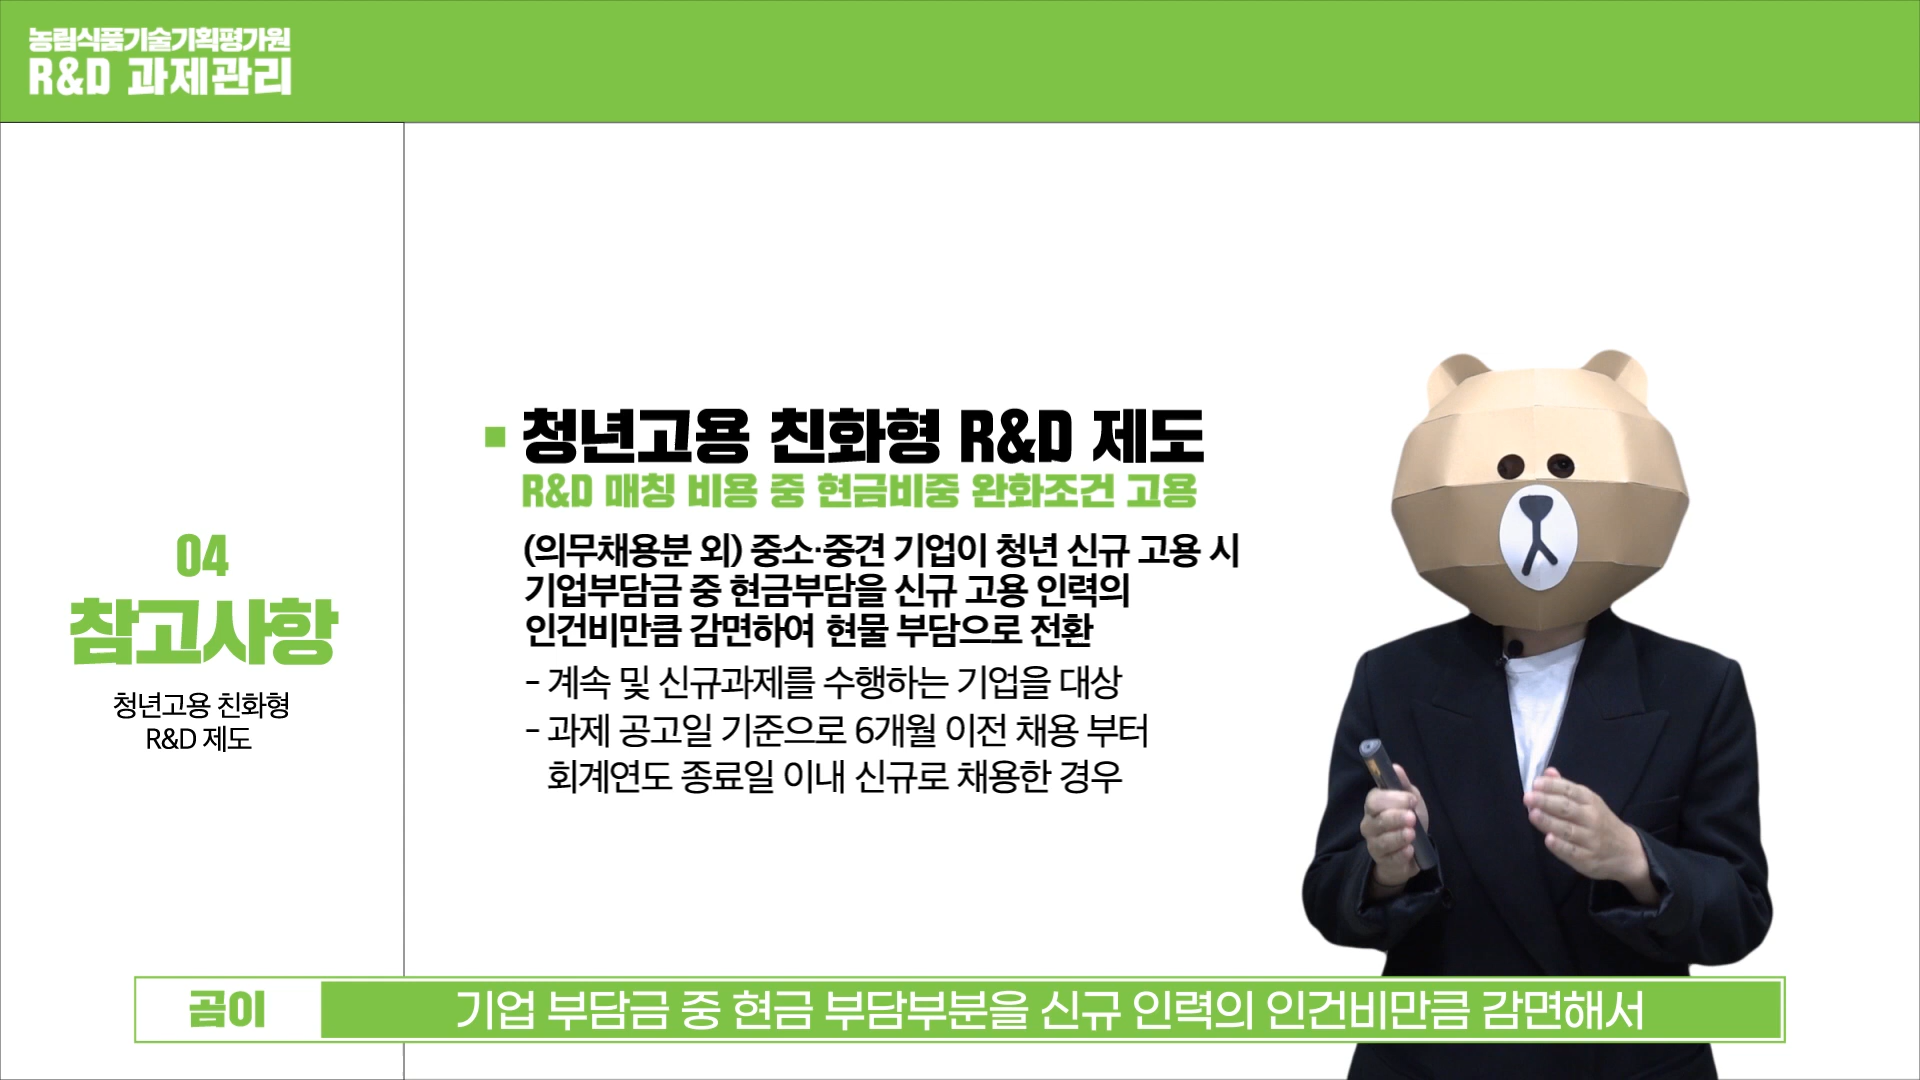 농림식품기술기획평가원
R&D 과제관리
04
참고사항
청년고용 친화형
R&D 제도
청년고용 친화형 R&D 제도
R&D 매칭 비용 중 현금비중 완화조건 고용
(의무채용분 외) 중소·중견 기업이 청년 신규 고용 시
기업부담금 중 현금부담을 신규 고용 인력의
인건비만큼 감면하여 현물 부담으로 전환
- 계속 및 신규과제를 수행하는 기업을 대상
- 과제 공고일 기준으로 6개월 이전 채용 부터
회계연도 종료일 이내 신규로 채용한 경우
곰이
기업 부담금 중 현금 부담부분을 신규 인력의 인건비만큼 감면해서